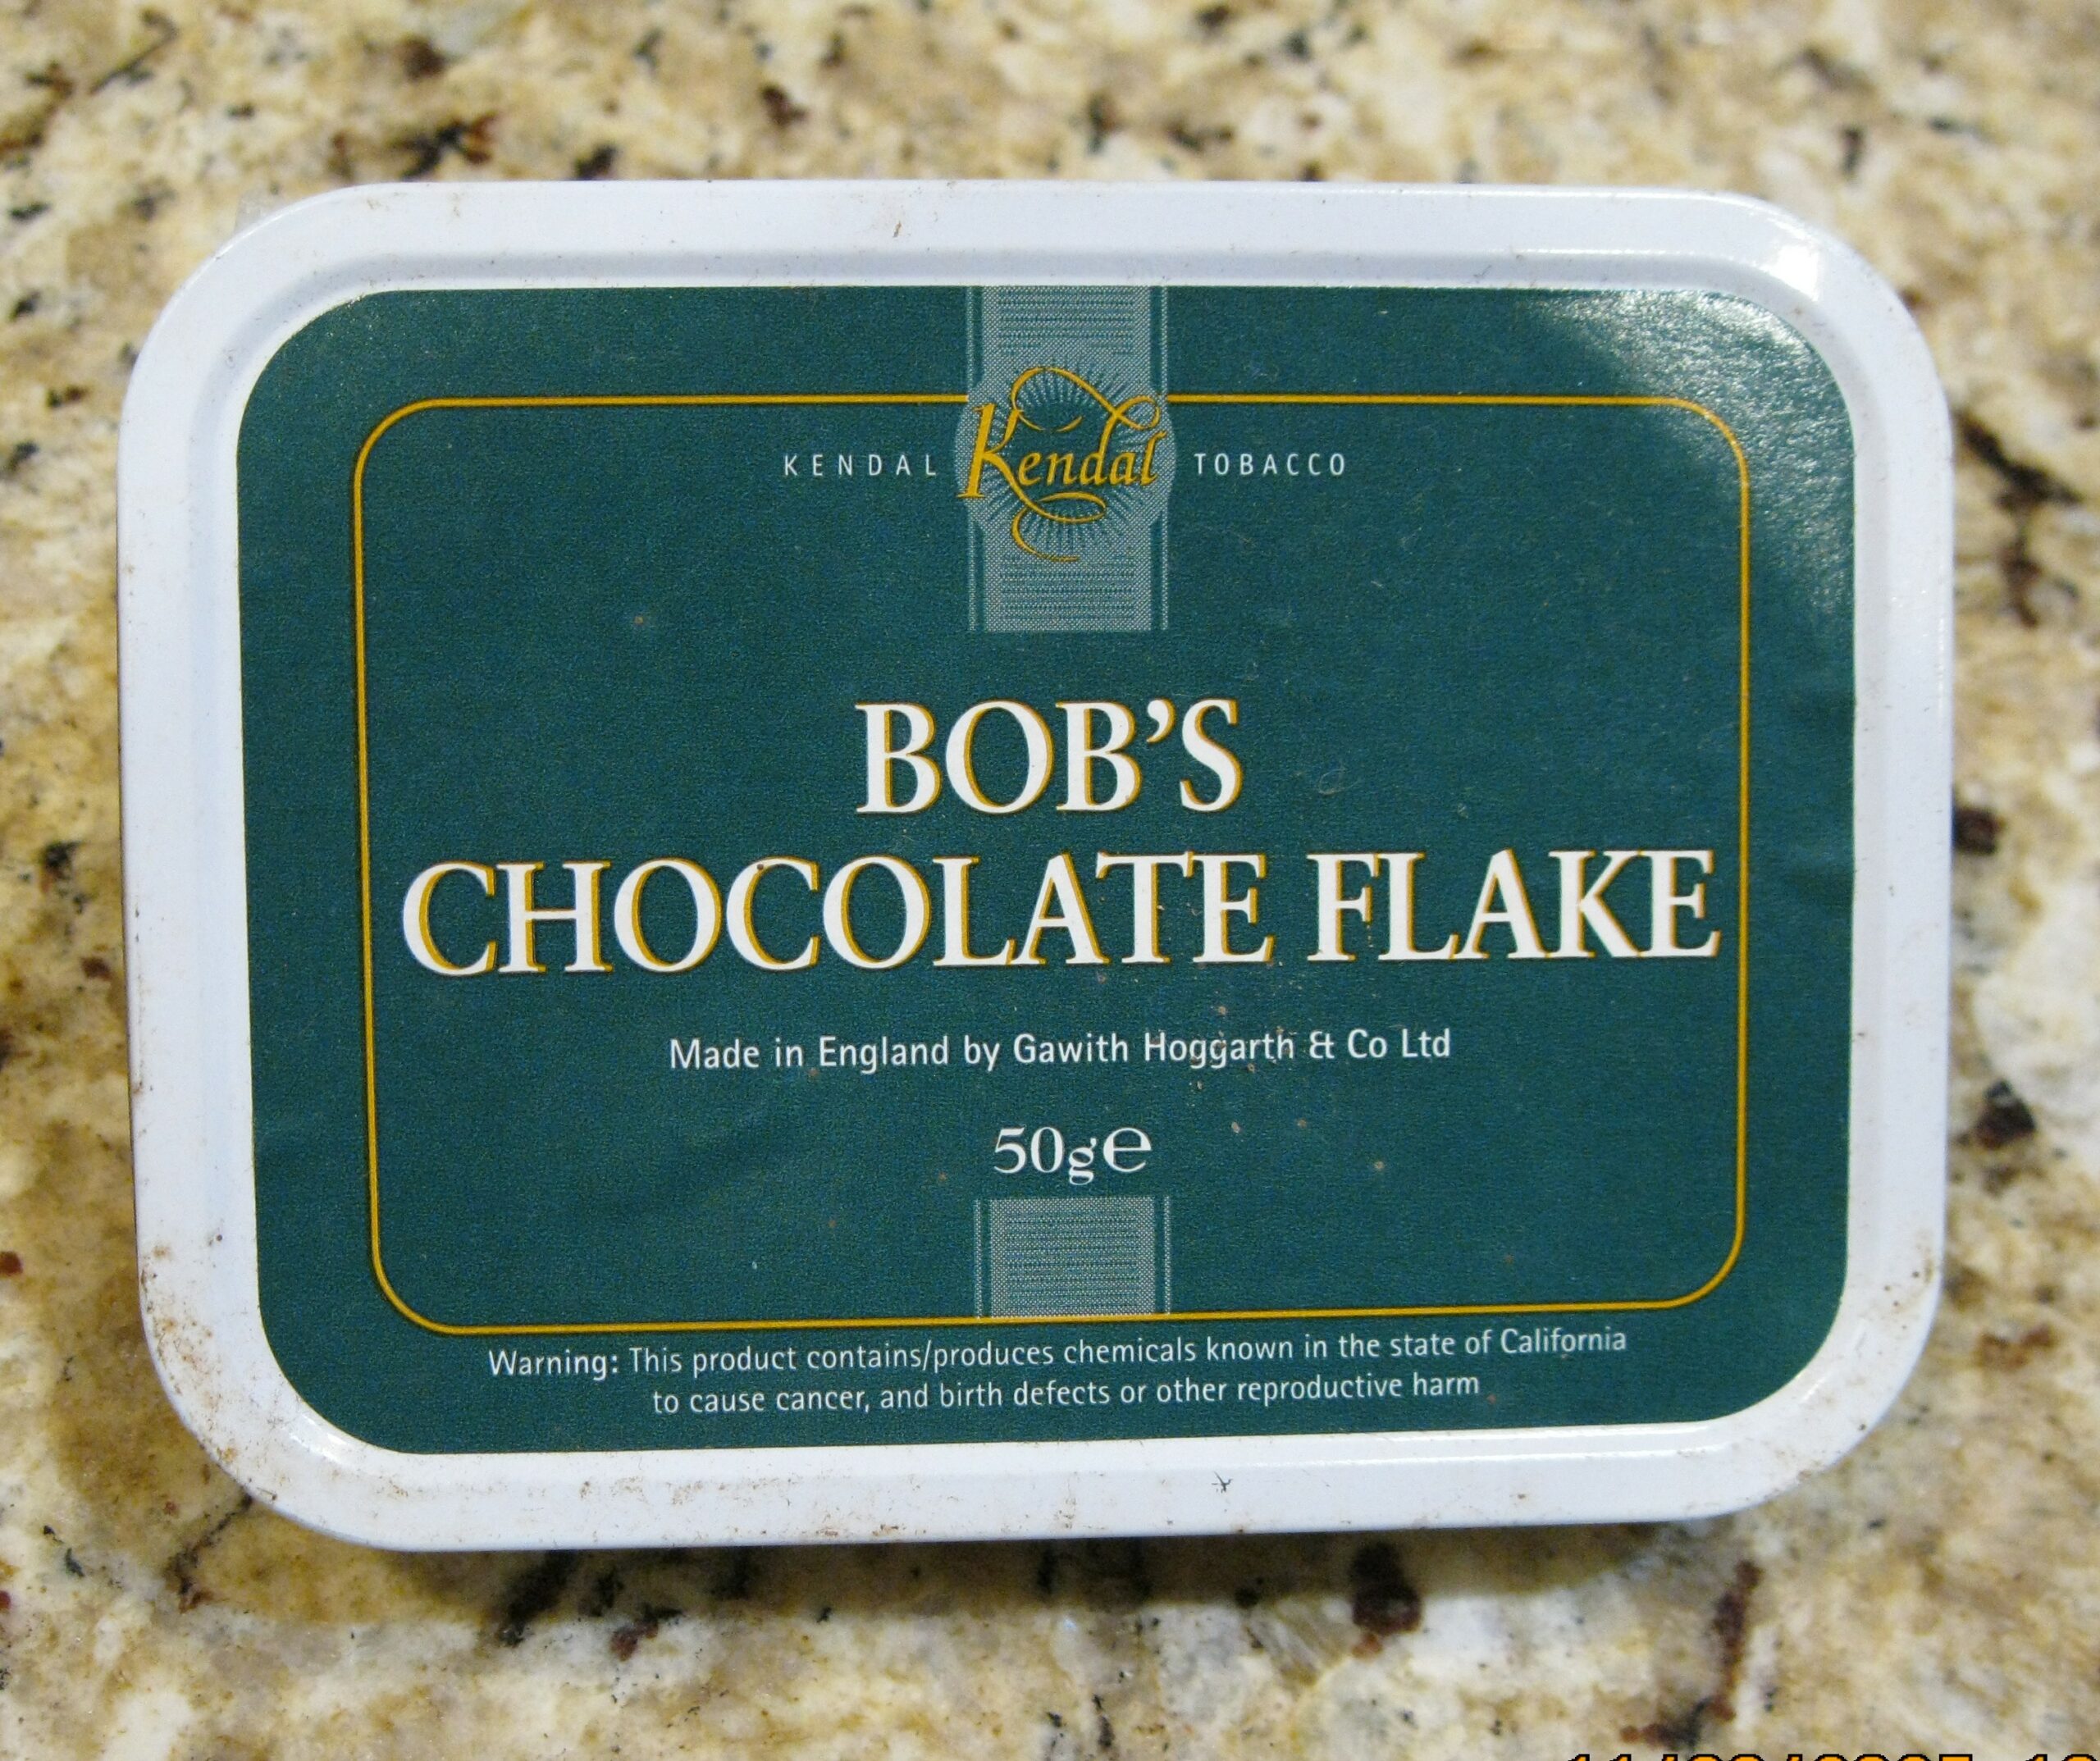 KENDAL Kendal TOBACCO
BOB'S
CHOCOLATE FLAKE
Made in England by Gawith Hoggarth & Co Ltd
50g℮
Warning: This product contains/produces chemicals known in the state of California
to cause cancer, and birth defects or other reproductive harm